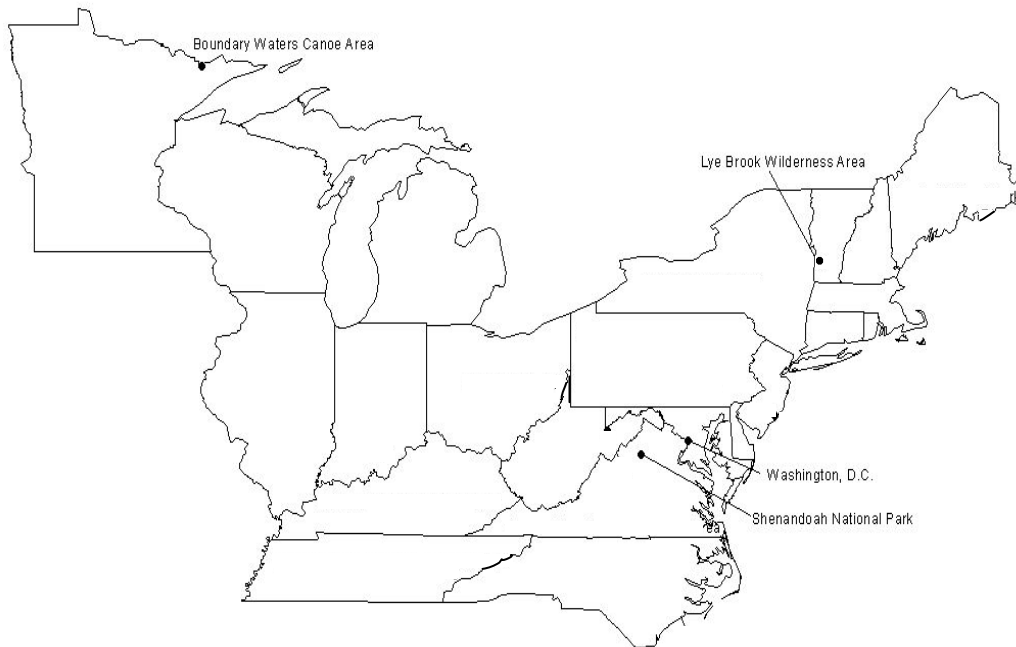 Boundary Waters Canoe Area
Lye Brook Wilderness Area
Washington, D.C.
Shenandoah National Park